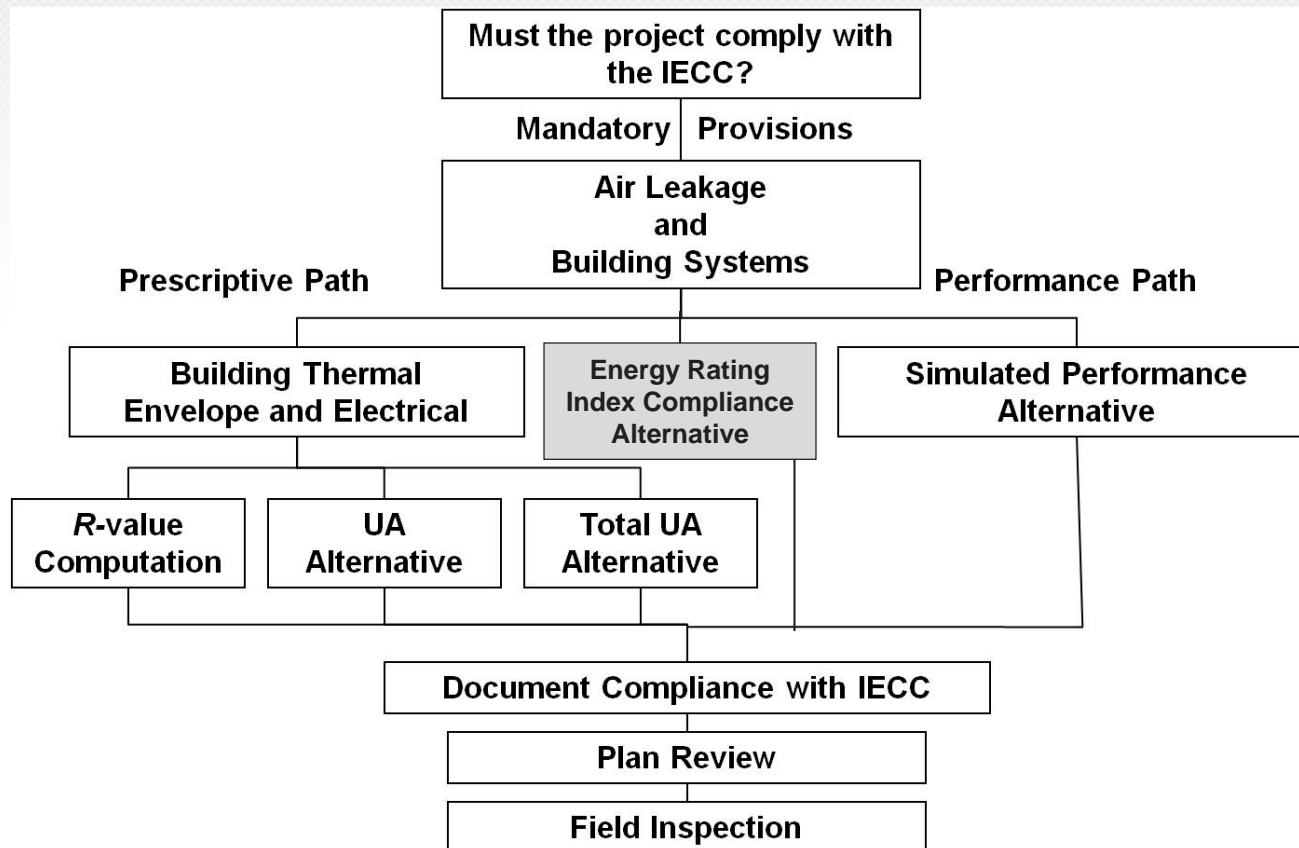 Must the project comply with
the IECC?
Mandatory Provisions
Air Leakage
and
Building Systems
Prescriptive Path
Performance Path
Building Thermal
Envelope and Electrical
Energy Rating
Index Compliance
Alternative
Simulated Performance
Alternative
R-value
Computation
UA
Alternative
Total UA
Alternative
Document Compliance with IECC
Plan Review
Field Inspection